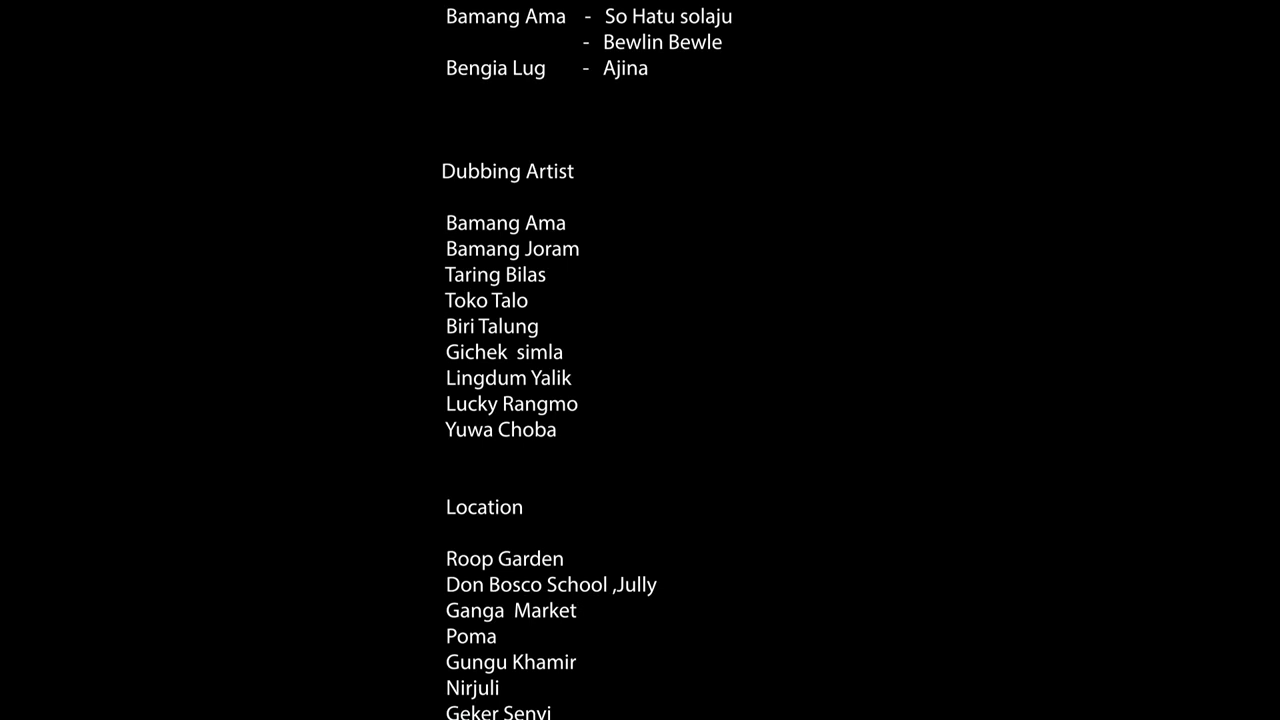 Bamang Ama - So Hatu solaju
- Bewlin Bewle
Bengia Lug - Ajina
Dubbing Artist
Bamang Ama
Bamang Joram
Taring Bilas
Toko Talo
Biri Talung
Gichek simla
Lingdum Yalik
Lucky Rangmo
Yuwa Choba
Location
Roop Garden
Don Bosco School ,Jully
Ganga Market
Poma
Gungu Khamir
Nirjuli
Geker Senyi